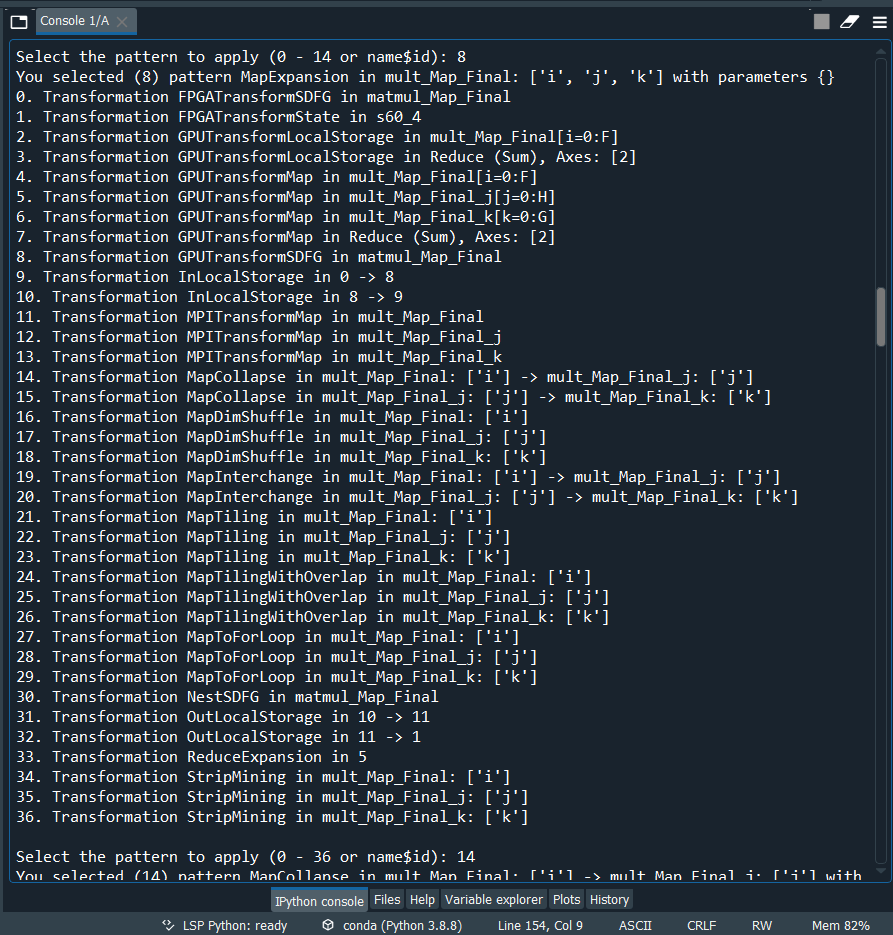 Console 1/A
Select the pattern to apply (0 - 14 or name$id): 8
You selected (8) pattern MapExpansion in mult_Map_Final: ['i', 'j', 'k'] with parameters {}
0. Transformation FPGATransformSDFG in matmul_Map_Final
1. Transformation FPGATransformState in s60_4
2. Transformation GPUTransformLocalStorage in mult_Map_Final[i=0:F]
3. Transformation GPUTransformLocalStorage in Reduce (Sum), Axes: [2]
4. Transformation GPUTransformMap in mult_Map_Final[i=0:F]
5. Transformation GPUTransformMap in mult_Map_Final_j[j=0:H]
6. Transformation GPUTransformMap in mult_Map_Final_k[k=0:G]
7. Transformation GPUTransformMap in Reduce (Sum), Axes: [2]
8. Transformation GPUTransformSDFG in matmul_Map_Final
9. Transformation InLocalStorage in 0 -> 8
10. Transformation InLocalStorage in 8 -> 9
11. Transformation MPITransformMap in mult_Map_Final
12. Transformation MPITransformMap in mult_Map_Final_j
13. Transformation MPITransformMap in mult_Map_Final_k
14. Transformation MapCollapse in mult_Map_Final: ['i'] -> mult_Map_Final_j: ['j']
15. Transformation MapCollapse in mult_Map_Final_j: ['j'] -> mult_Map_Final_k: ['k']
16. Transformation MapDimShuffle in mult_Map_Final: ['i']
17. Transformation MapDimShuffle in mult_Map_Final_j: ['j']
18. Transformation MapDimShuffle in mult_Map_Final_k: ['k']
19. Transformation MapInterchange in mult_Map_Final: ['i'] -> mult_Map_Final_j: ['j']
20. Transformation MapInterchange in mult_Map_Final_j: ['j'] -> mult_Map_Final_k: ['k']
21. Transformation MapTiling in mult_Map_Final: ['i']
22. Transformation MapTiling in mult_Map_Final_j: ['j']
23. Transformation MapTiling in mult_Map_Final_k: ['k']
24. Transformation MapTilingWithOverlap in mult_Map_Final: ['i']
25. Transformation MapTilingWithOverlap in mult_Map_Final_j: ['j']
26. Transformation MapTilingWithOverlap in mult_Map_Final_k: ['k']
27. Transformation MapToForLoop in mult_Map_Final: ['i']
28. Transformation MapToForLoop in mult_Map_Final_j: ['j']
29. Transformation MapToForLoop in mult_Map_Final_k: ['k']
30. Transformation NestSDFG in matmul_Map_Final
31. Transformation OutLocalStorage in 10 -> 11
32. Transformation OutLocalStorage in 11 -> 1
33. Transformation ReduceExpansion in 5
34. Transformation StripMining in mult_Map_Final: ['i']
35. Transformation StripMining in mult_Map_Final_j: ['j']
36. Transformation StripMining in mult_Map_Final_k: ['k']
Select the pattern to apply (0 - 36 or name$id): 14
You selected (14) pattern MapCollapse in mult_Map_Final: ['i'] -> mult_Map_Final_j: ['j'] with
IPython console Files Help Variable explorer Plots History
LSP Python: ready conda (Python 3.8.8) Line 154, Col 9 ASCII CRLF RW Mem 82%